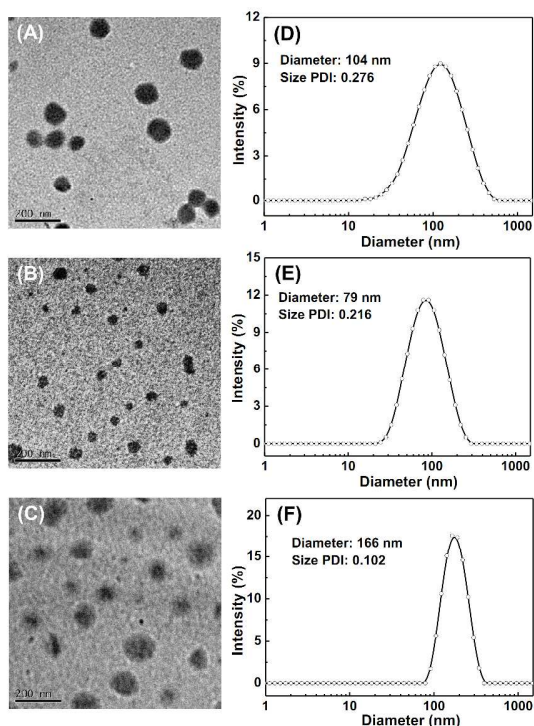 (A)
200 nm
(D)
Diameter: 104 nm
Size PDI: 0.276
Intensity (%)
12
9
6
3
0
1 10 100 1000
Diameter (nm)
(B)
200 nm
(E)
Diameter: 79 nm
Size PDI: 0.216
Intensity (%)
15
12
9
6
3
0
1 10 100 1000
Diameter (nm)
(C)
200 nm
(F)
Diameter: 166 nm
Size PDI: 0.102
Intensity (%)
20
15
10
5
0
1 10 100 1000
Diameter (nm)